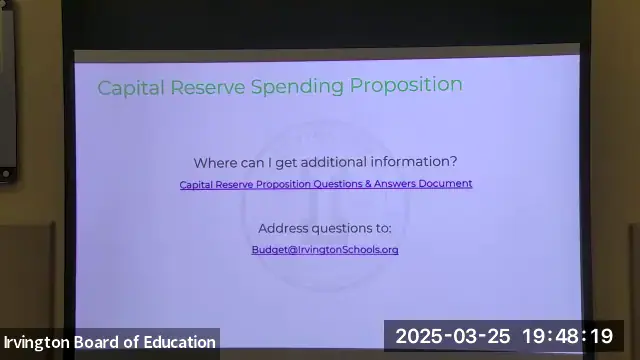 Capital Reserve Spending Proposition
Where can I get additional information?
Capital Reserve Proposition Questions & Answers Document
Address questions to:
Budget@IrvingtonSchools.org
Irvington Board of Education
2025-03-25 19:48:19